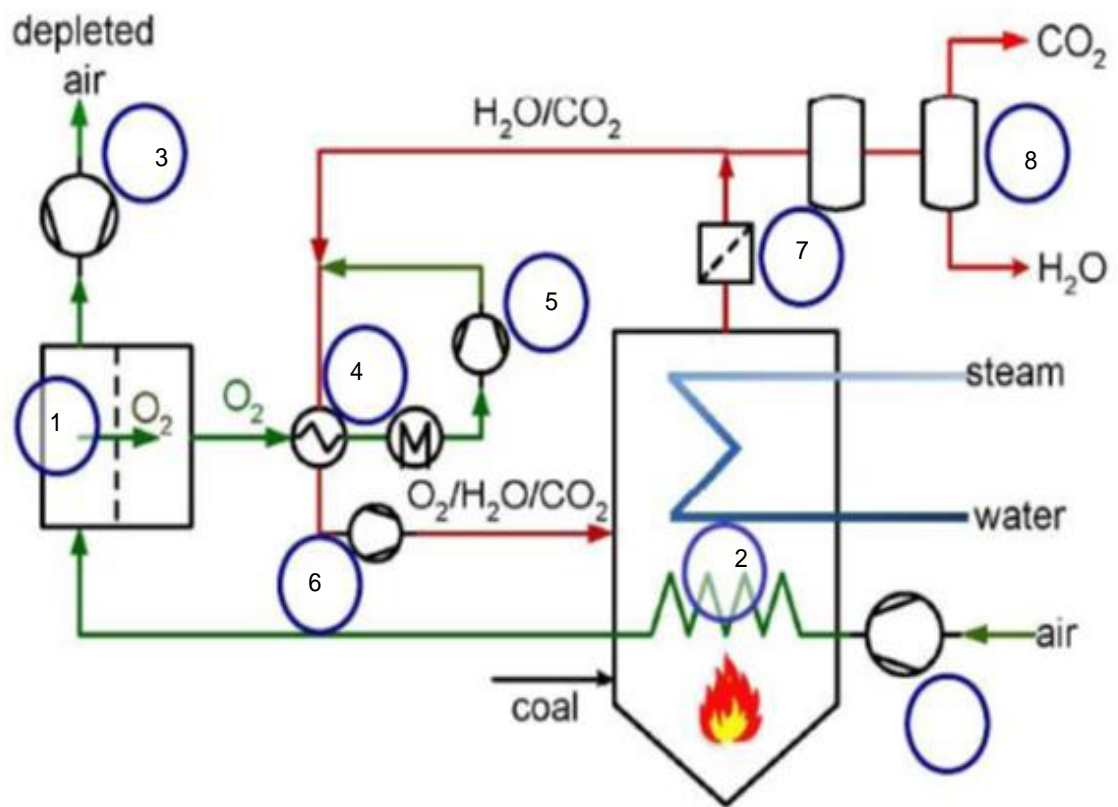 depleted
air
3
H₂O/CO₂
CO₂
8
7
H₂O
5
4
steam
1
O₂
O₂
O₂/H₂O/CO₂
water
2
6
air
coal